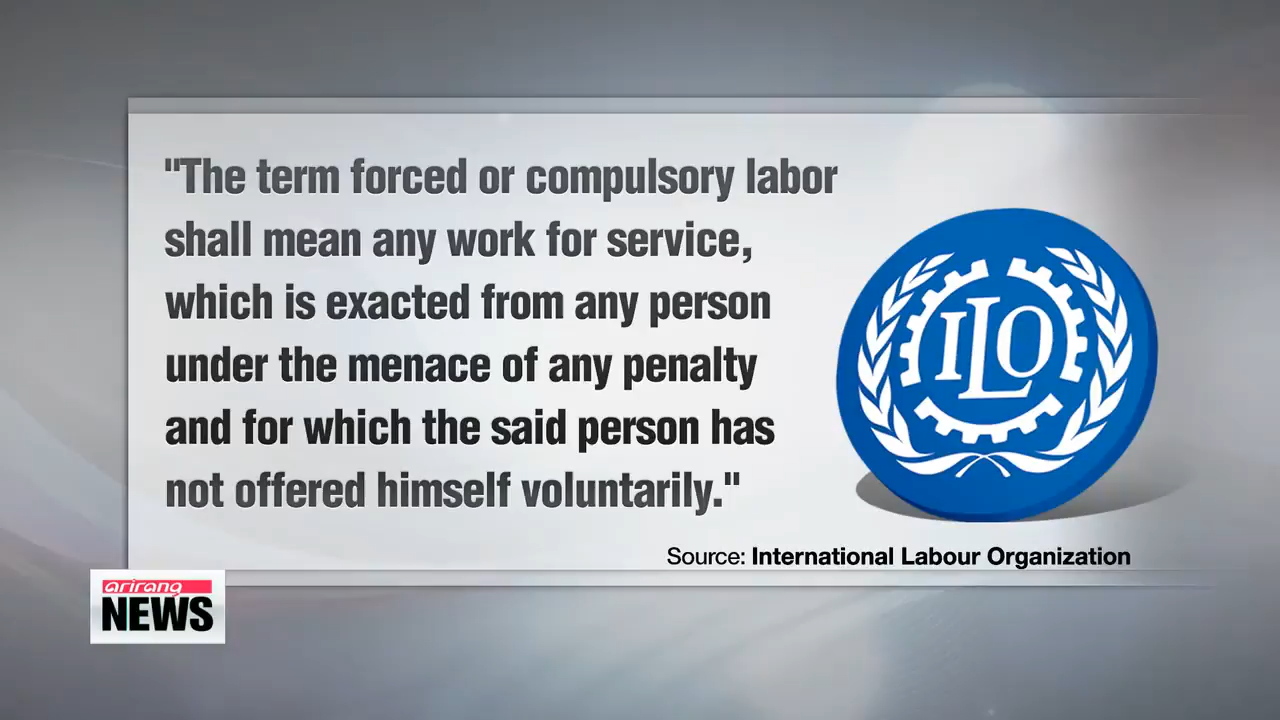 "The term forced or compulsory labor
shall mean any work for service,
which is exacted from any person
under the menace of any penalty
and for which the said person has
not offered himself voluntarily."
ILO
Source: International Labour Organization
arirang
NEWS